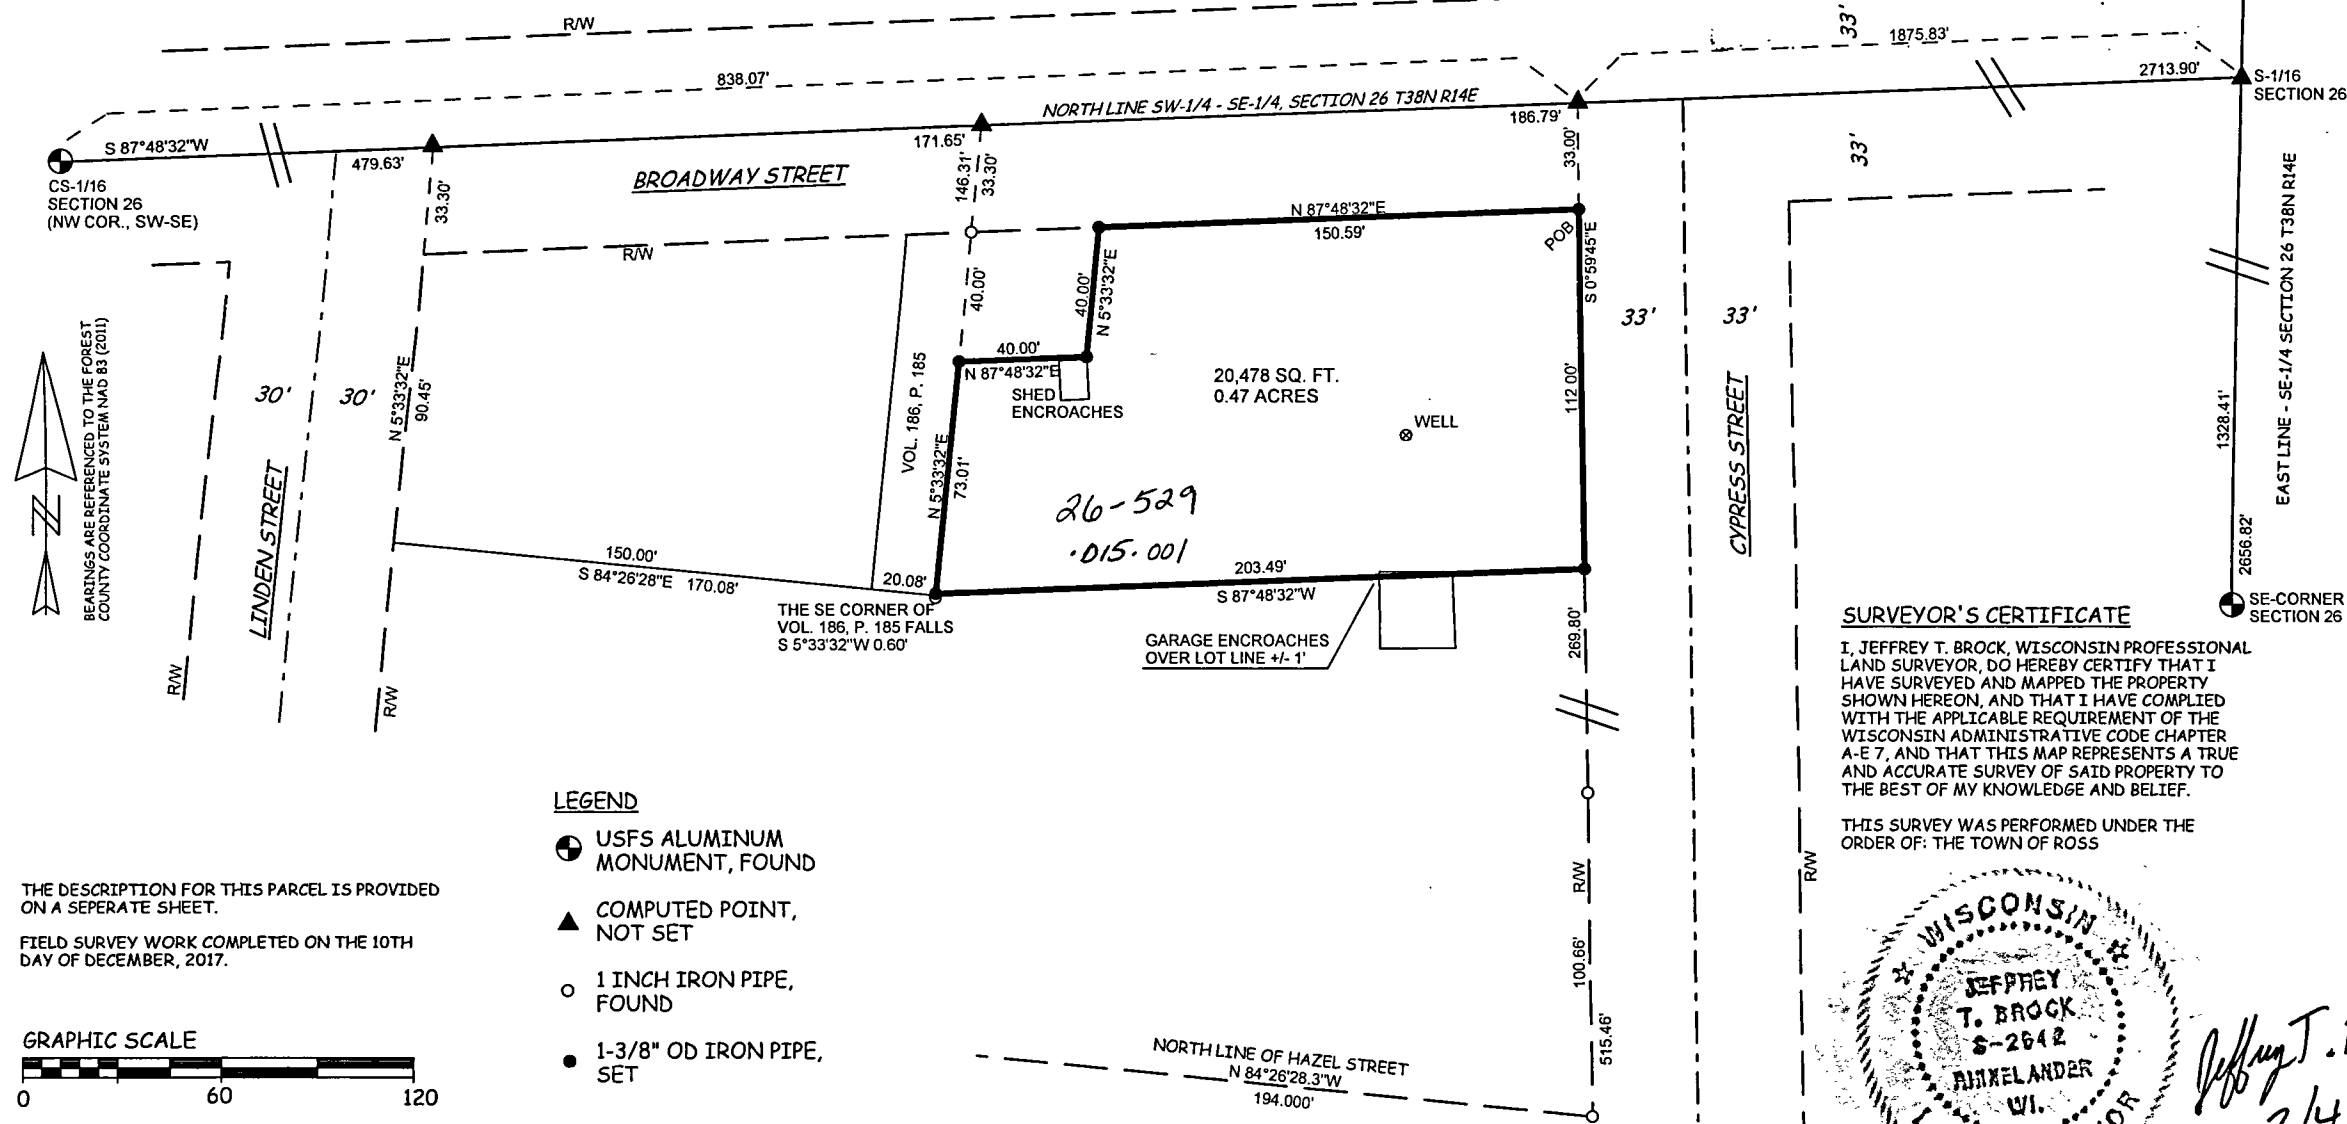 R/W
838.07'
33'
1875.83'
2713.90'
S-1/16
SECTION 26
NORTH LINE SW-1/4 - SE-1/4, SECTION 26 T38N R14E
186.79'
S 87°48'32"W
479.63'
171.65'
CS-1/16
SECTION 26
(NW COR., SW-SE)
33.30'
BROADWAY STREET
146.31'
33.30'
33.00'
33'
R/W
N 87°48'32"E
150.59'
POB
S 0°59'45"E
40.00'
40.00'
N 5°33'32"E
EAST LINE - SE-1/4 SECTION 26 T38N R14E
BEARINGS ARE REFERENCED TO THE FOREST
COUNTY COORDINATE SYSTEM NAD 83 (2011)
N
30'
30'
N 5°33'32"E
90.45'
VOL. 186, P. 185
40.00'
N 87°48'32"E
SHED
ENCROACHES
20,478 SQ. FT.
0.47 ACRES
WELL
33'
33'
112.00'
CYPRESS STREET
1328.41'
2656.82'
SE-CORNER
SECTION 26
LINDEN STREET
N 5°33'32"E
73.01'
26-529
.015.001
150.00'
S 84°26'28"E 170.08'
20.08'
203.49'
S 87°48'32"W
THE SE CORNER OF
VOL. 186, P. 185 FALLS
S 5°33'32"W 0.60'
GARAGE ENCROACHES
OVER LOT LINE +/- 1'
269.80'
R/W
R/W
SURVEYOR'S CERTIFICATE
I, JEFFREY T. BROCK, WISCONSIN PROFESSIONAL
LAND SURVEYOR, DO HEREBY CERTIFY THAT I
HAVE SURVEYED AND MAPPED THE PROPERTY
SHOWN HEREON, AND THAT I HAVE COMPLIED
WITH THE APPLICABLE REQUIREMENT OF THE
WISCONSIN ADMINISTRATIVE CODE CHAPTER
A-E 7, AND THAT THIS MAP REPRESENTS A TRUE
AND ACCURATE SURVEY OF SAID PROPERTY TO
THE BEST OF MY KNOWLEDGE AND BELIEF.
THIS SURVEY WAS PERFORMED UNDER THE
ORDER OF: THE TOWN OF ROSS
LEGEND
USFS ALUMINUM
MONUMENT, FOUND
COMPUTED POINT,
NOT SET
1 INCH IRON PIPE,
FOUND
1-3/8" OD IRON PIPE,
SET
THE DESCRIPTION FOR THIS PARCEL IS PROVIDED
ON A SEPERATE SHEET.
FIELD SURVEY WORK COMPLETED ON THE 10TH
DAY OF DECEMBER, 2017.
GRAPHIC SCALE
0 60 120
R/W
R/W
100.66'
515.46'
NORTH LINE OF HAZEL STREET
N 84°26'28.3"W
194.000'
WISCONSIN
JEFFREY
T. BROCK
S-2642
RHINELANDER
WI.
Jeffrey T.